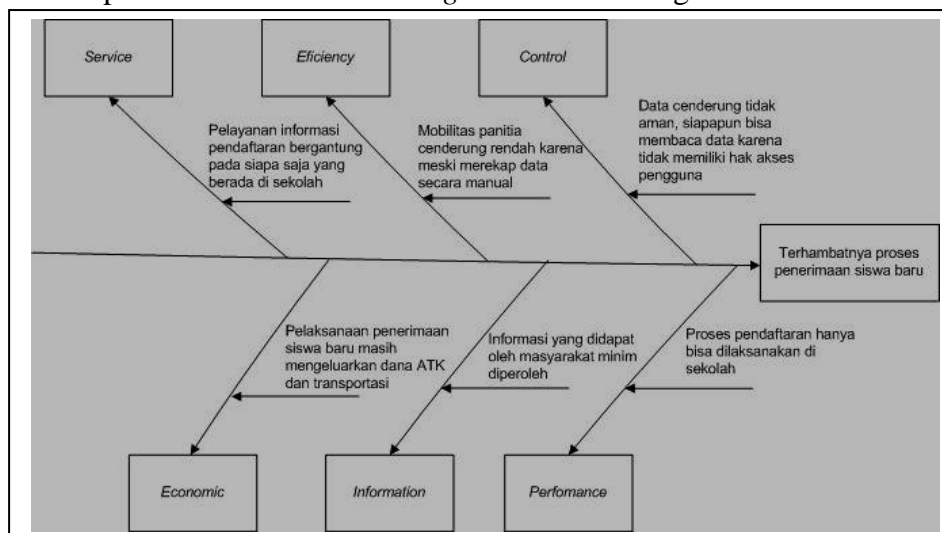 Service
Eficiency
Control
Pelayanan informasi
pendaftaran bergantung
pada siapa saja yang
berada di sekolah
Mobilitas panitia
cenderung rendah karena
meski merekap data
secara manual
Data cenderung tidak
aman, siapapun bisa
membaca data karena
tidak memiliki hak akses
pengguna
Terhambatnya proses
penerimaan siswa baru
Pelaksanaan penerimaan
siswa baru masih
mengeluarkan dana ATK
dan transportasi
Informasi yang didapat
oleh masyarakat minim
diperoleh
Proses pendaftaran hanya
bisa dilaksanakan di
sekolah
Economic
Information
Perfomance